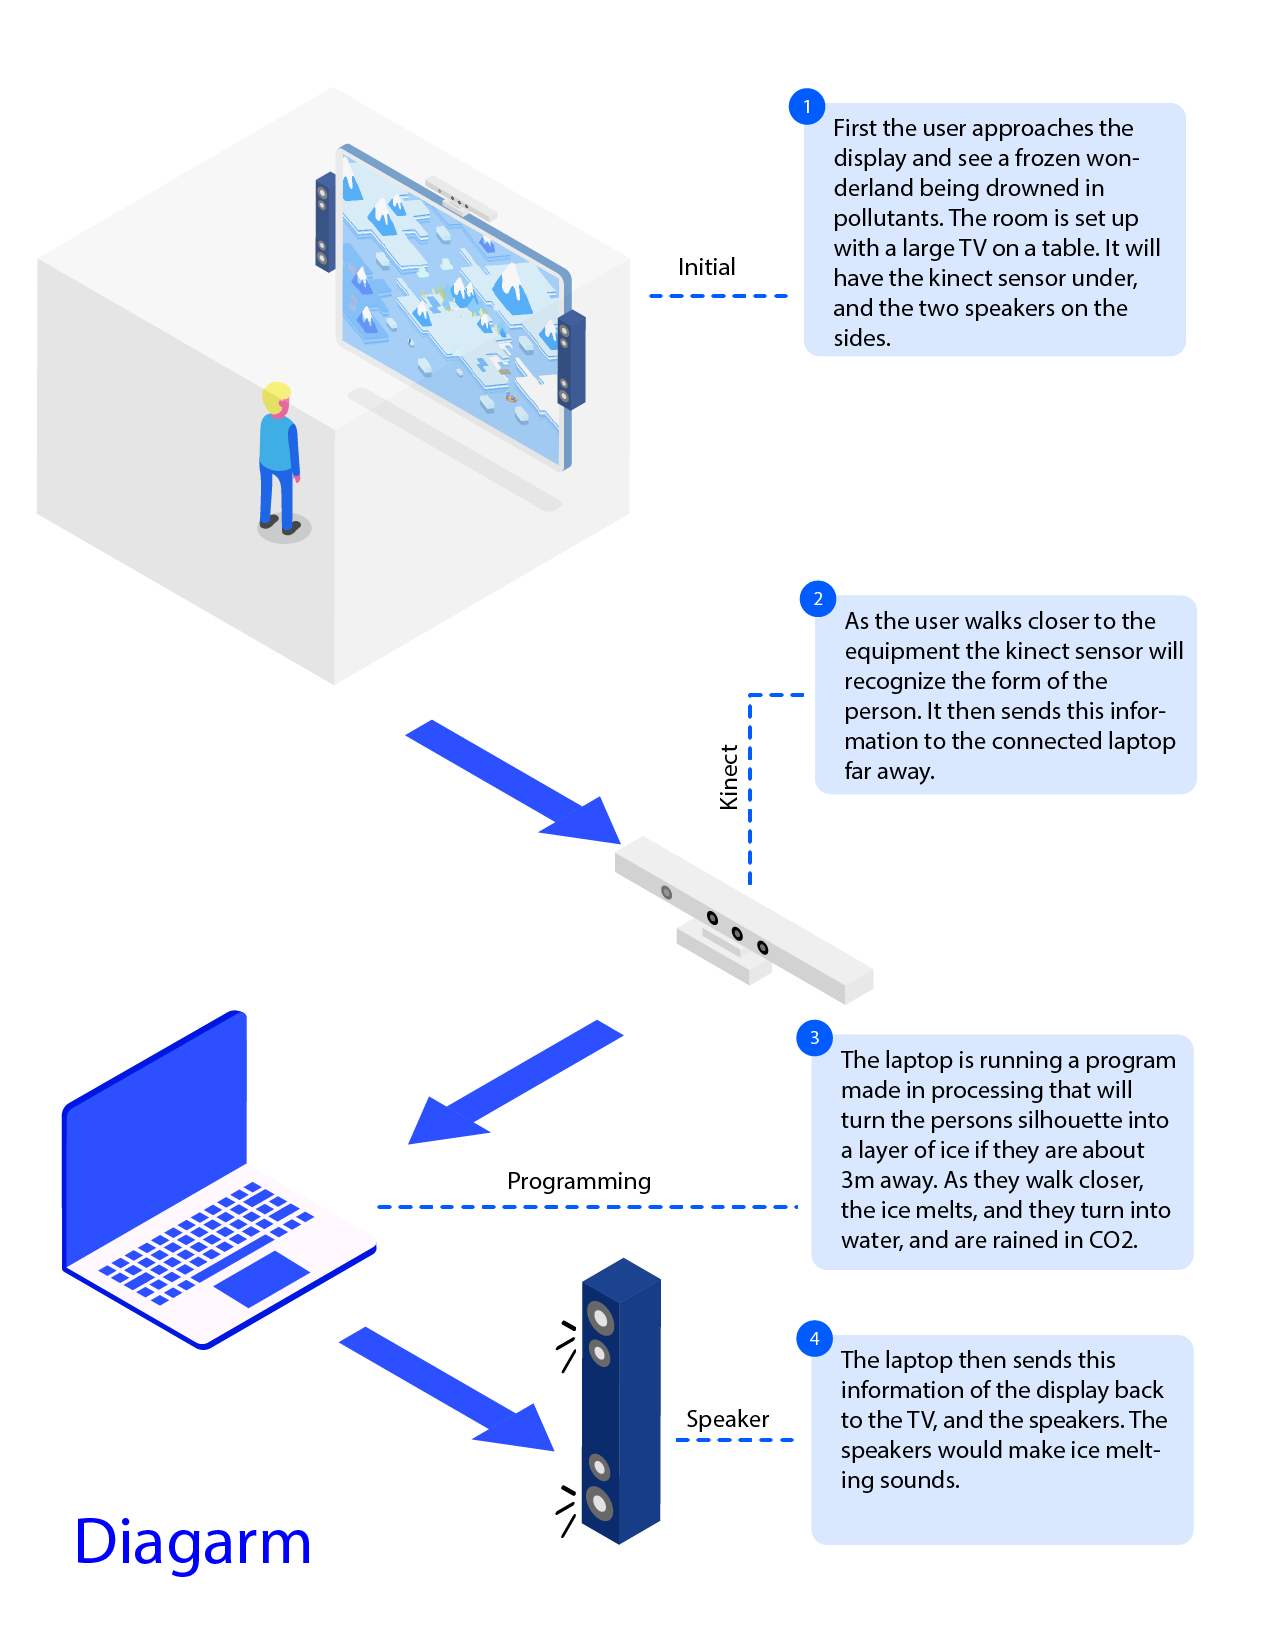 1
First the user approaches the
display and see a frozen won-
derland being drowned in
pollutants. The room is set up
with a large TV on a table. It will
have the kinect sensor under,
and the two speakers on the
sides.
Initial
2
As the user walks closer to the
equipment the kinect sensor will
recognize the form of the
person. It then sends this infor-
mation to the connected laptop
far away.
Kinect
3
The laptop is running a program
made in processing that will
turn the persons silhouette into
a layer of ice if they are about
3m away. As they walk closer,
the ice melts, and they turn into
water, and are rained in CO2.
Programming
4
The laptop then sends this
information of the display back
to the TV, and the speakers. The
speakers would make ice melt-
ing sounds.
Speaker
Diagarm